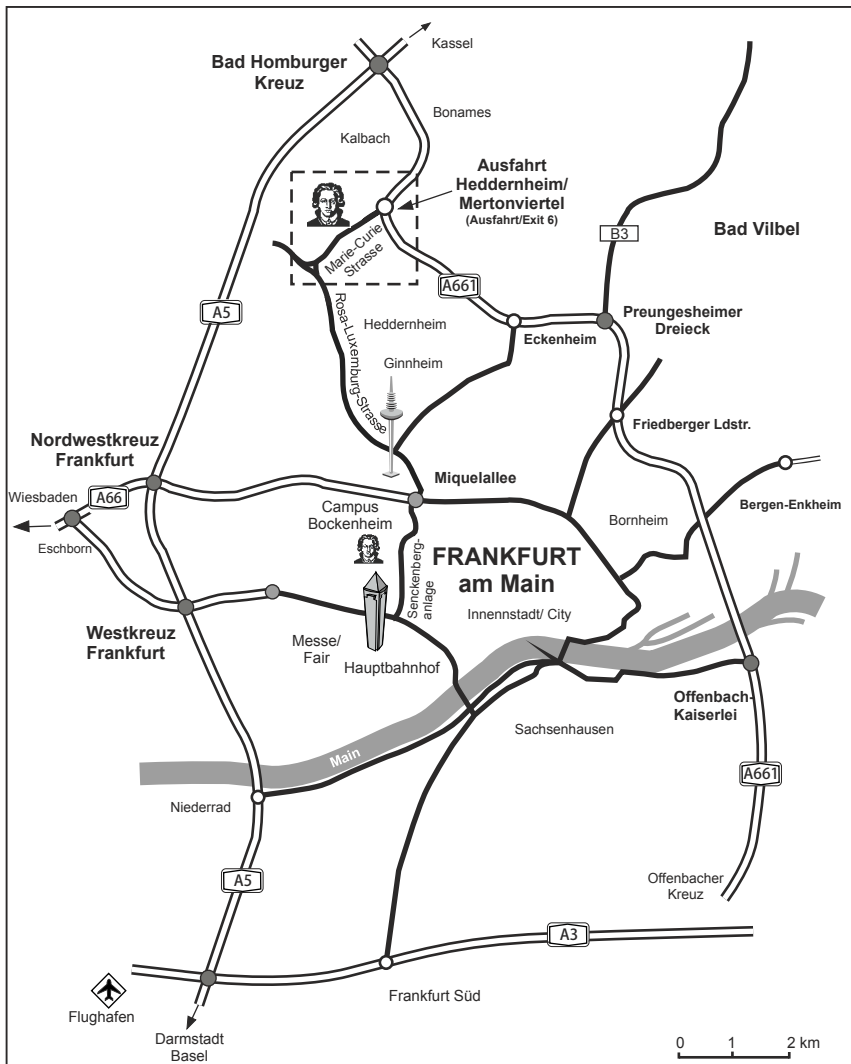 Kassel
Bad Homburger
Kreuz
Bonames
Kalbach
Ausfahrt
Heddernheim/
Mertonviertel
(Ausfahrt/Exit 6)
B3
Bad Vilbel
Marie-Curie
Strasse
A661
A5
Preungesheimer
Dreieck
Heddernheim
Eckenheim
Rosa-Luxemburg-Strasse
Ginnheim
Friedberger Ldstr.
Nordwestkreuz
Frankfurt
Miquelallee
Wiesbaden
A66
Eschborn
Campus
Bockenheim
Bergen-Enkheim
Bornheim
FRANKFURT
am Main
Senckenberg-
anlage
Innennstadt/ City
Westkreuz
Frankfurt
Messe/
Fair
Hauptbahnhof
Offenbach-
Kaiserlei
Sachsenhausen
Main
A661
Niederrad
A5
Offenbacher
Kreuz
A3
Flughafen
Frankfurt Süd
Darmstadt
Basel
0 1 2 km